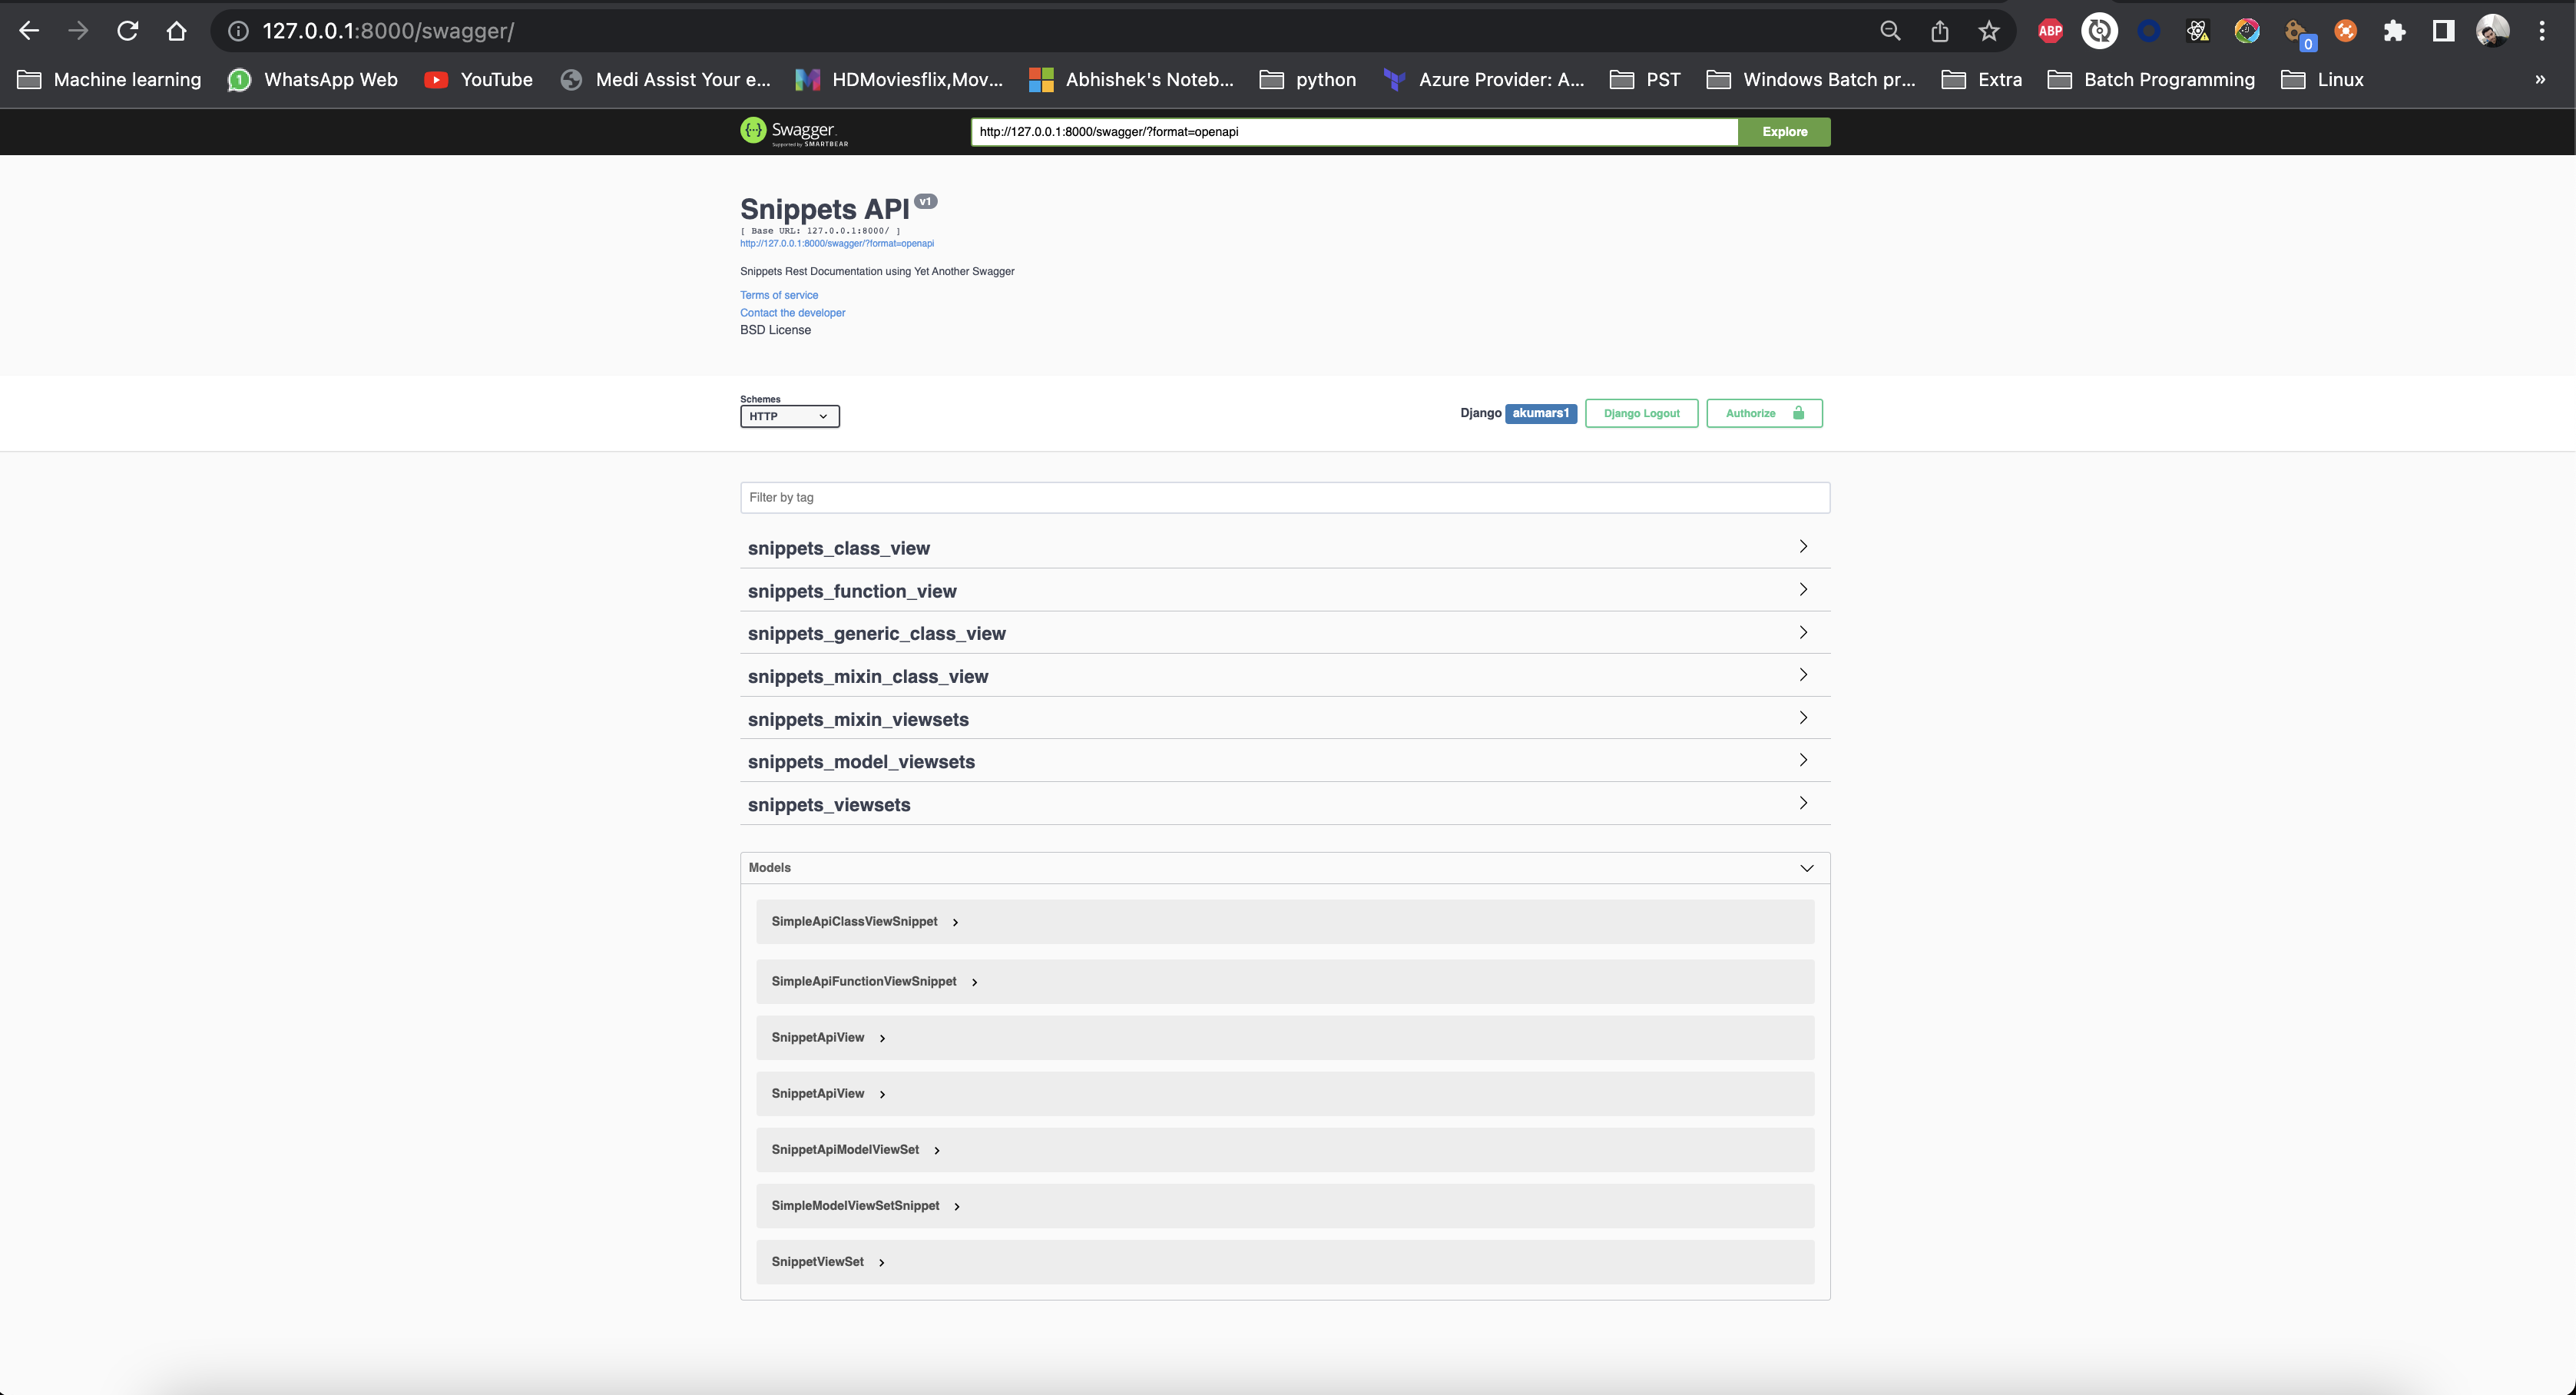 127.0.0.1:8000/swagger/
ABP
0
Machine learning
1
WhatsApp Web
YouTube
Medi Assist Your e...
HDMoviesflix,Mov...
Abhishek's Noteb...
python
Azure Provider: A...
PST
Windows Batch pr...
Extra
Batch Programming
Linux
»
{··} Swagger
Supported by SMARTBEAR
http://127.0.0.1:8000/swagger/?format=openapi
Explore
Snippets API v1
[ Base URL: 127.0.0.1:8000/ ]
http://127.0.0.1:8000/swagger/?format=openapi
Snippets Rest Documentation using Yet Another Swagger
Terms of service
Contact the developer
BSD License
Schemes
HTTP
Django akumars1
Django Logout
Authorize
Filter by tag
snippets_class_view
snippets_function_view
snippets_generic_class_view
snippets_mixin_class_view
snippets_mixin_viewsets
snippets_model_viewsets
snippets_viewsets
Models
SimpleApiClassViewSnippet
SimpleApiFunctionViewSnippet
SnippetApiView
SnippetApiView
SnippetApiModelViewSet
SimpleModelViewSetSnippet
SnippetViewSet